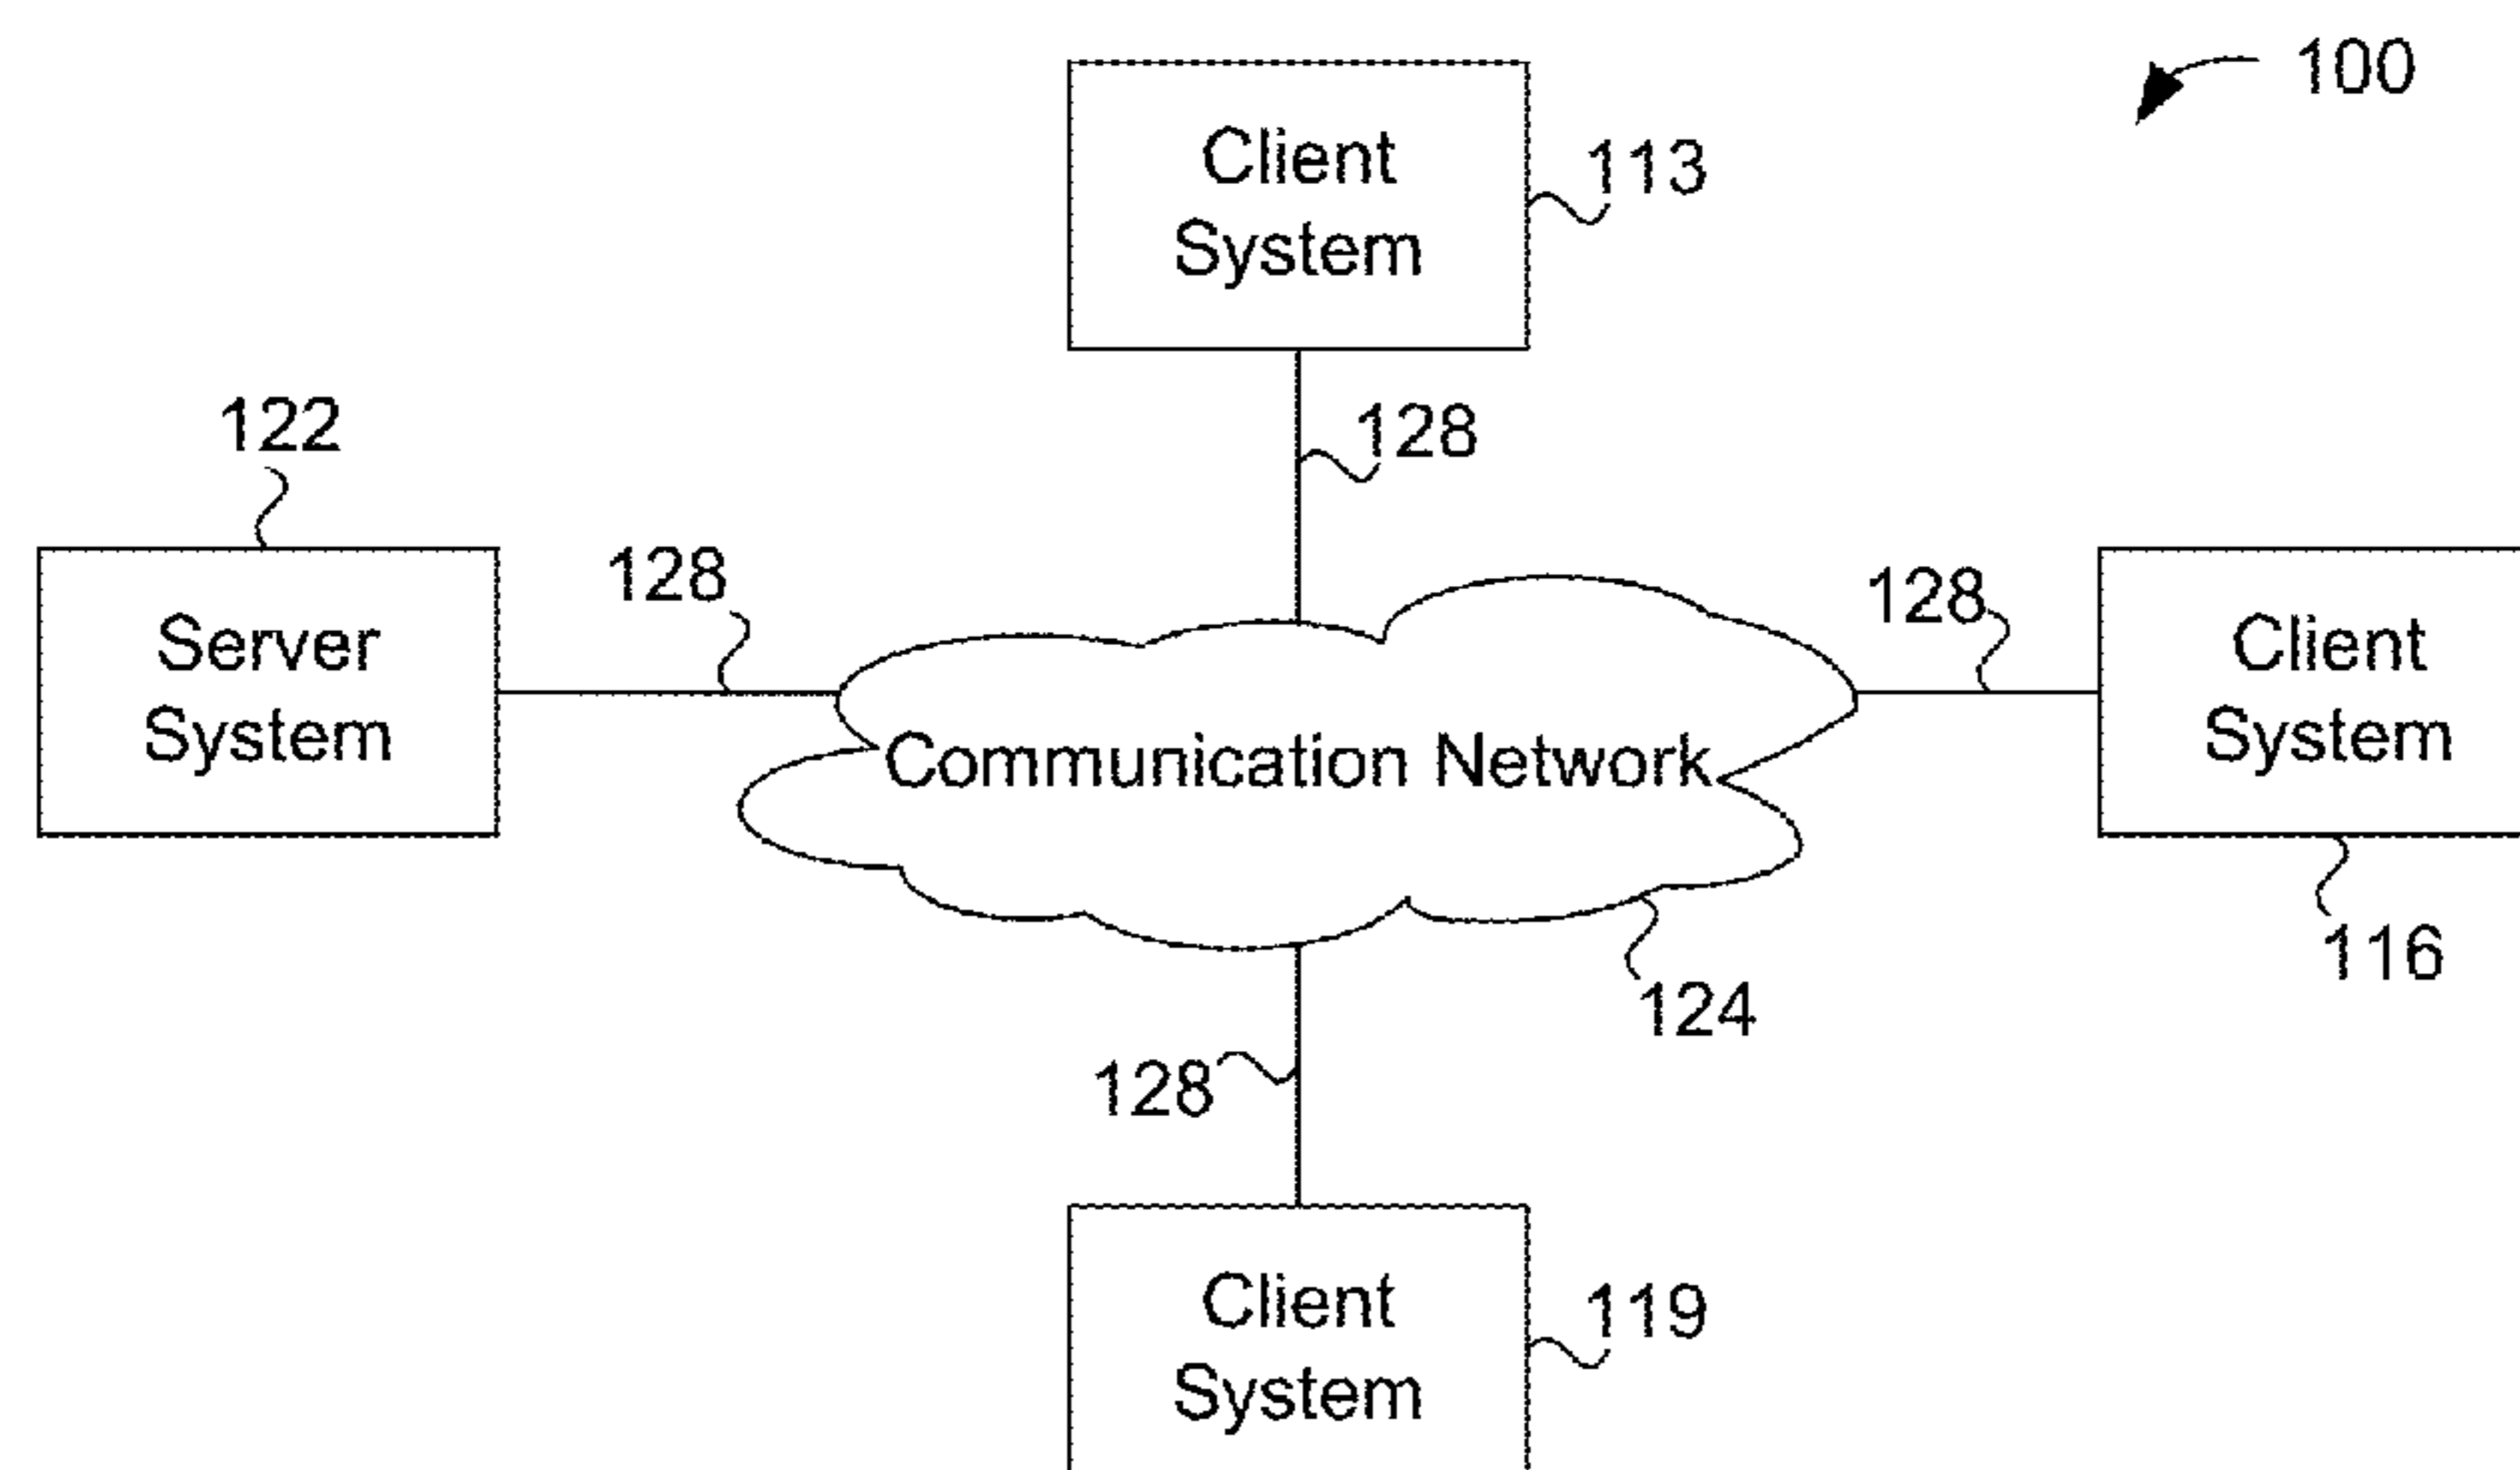 100
Client
System
113
128
122
128
128
Server
System
Client
System
Communication Network
116
124
128
Client
System
119